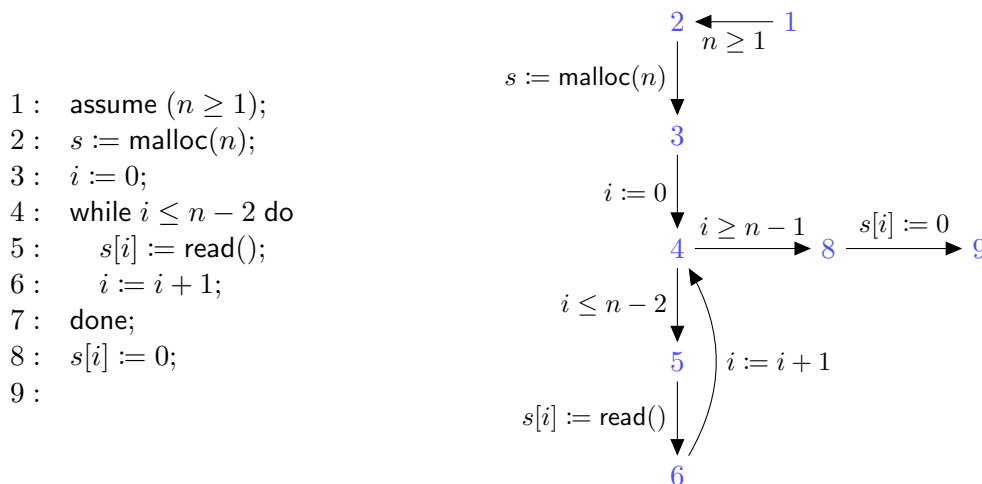 1 : assume (n ≥ 1);
2 : s := malloc(n);
3 : i := 0;
4 : while i ≤ n − 2 do
5 : s[i] := read();
6 : i := i + 1;
7 : done;
8 : s[i] := 0;
9 :
2 1
n ≥ 1
s := malloc(n)
3
i := 0
4 i ≥ n − 1 8 s[i] := 0 9
i ≤ n − 2
5
i := i + 1
s[i] := read()
6